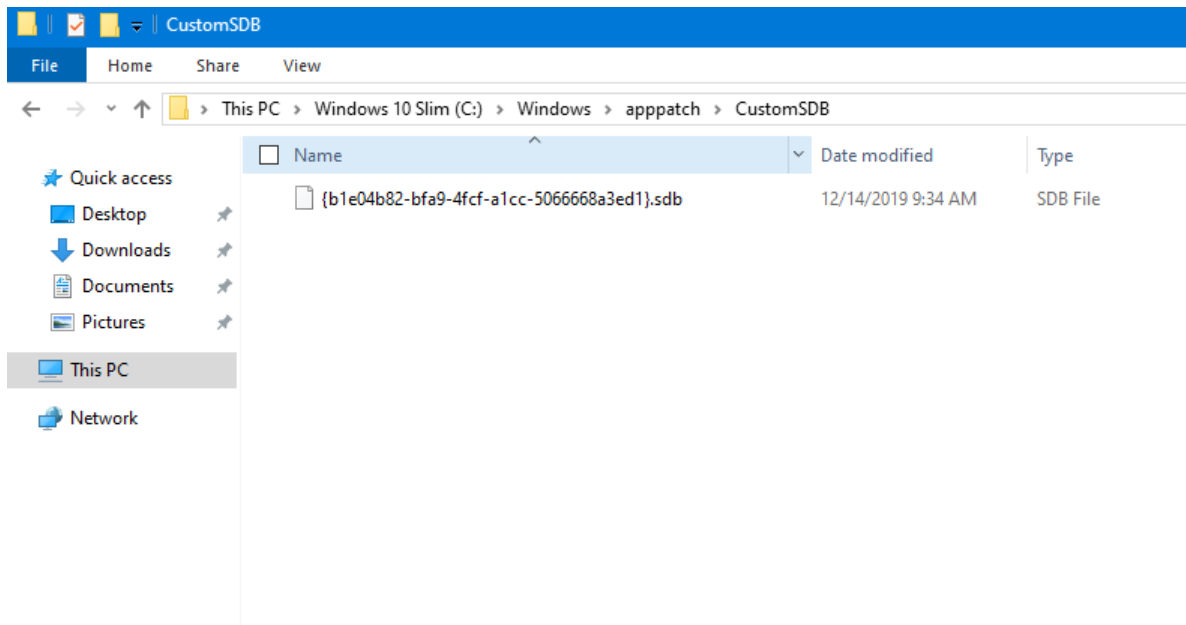 CustomSDB
File Home Share View
This PC > Windows 10 Slim (C:) > Windows > apppatch > CustomSDB
Name Date modified Type
Quick access
{b1e04b82-bfa9-4fcf-a1cc-5066668a3ed1}.sdb 12/14/2019 9:34 AM SDB File
Desktop
Downloads
Documents
Pictures
This PC
Network